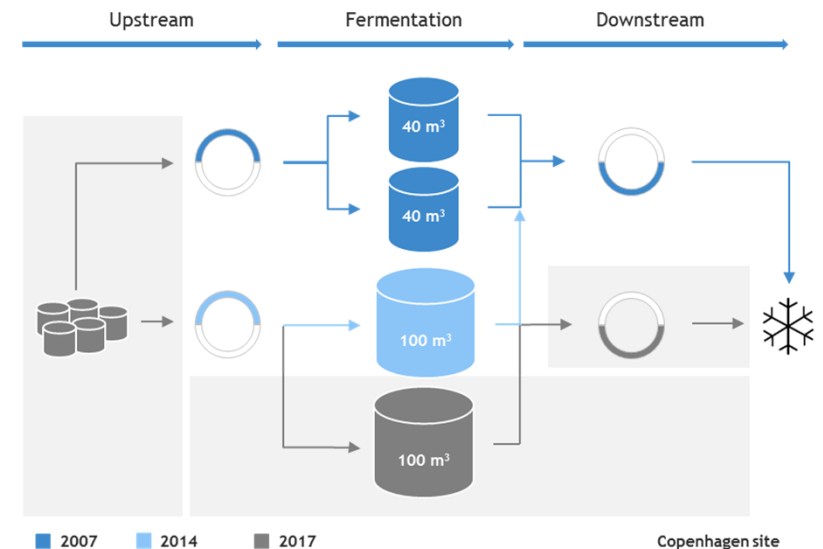 Upstream
Fermentation
Downstream
40 m³
40 m³
100 m³
100 m³
2007
2014
2017
Copenhagen site